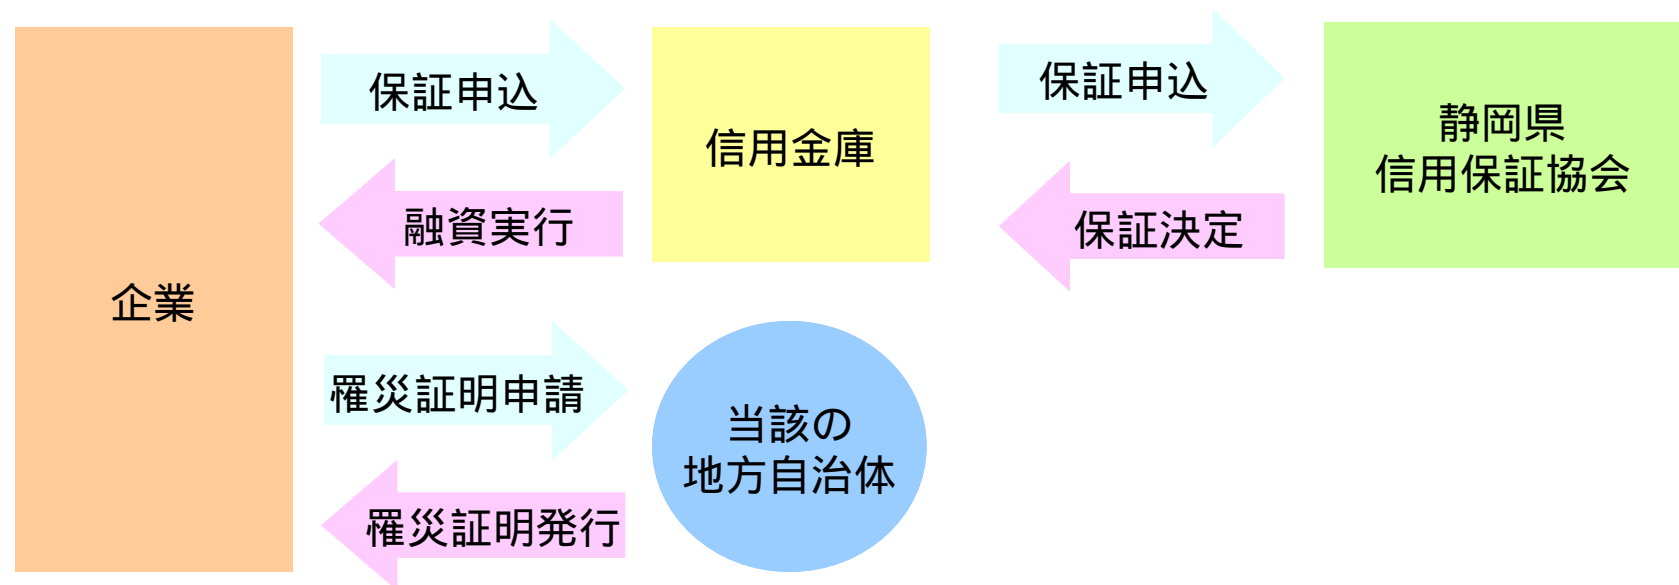 保証申込
保証申込
信用金庫
静岡県
信用保証協会
融資実行
保証決定
企業
罹災証明申請
当該の
地方自治体
罹災証明発行